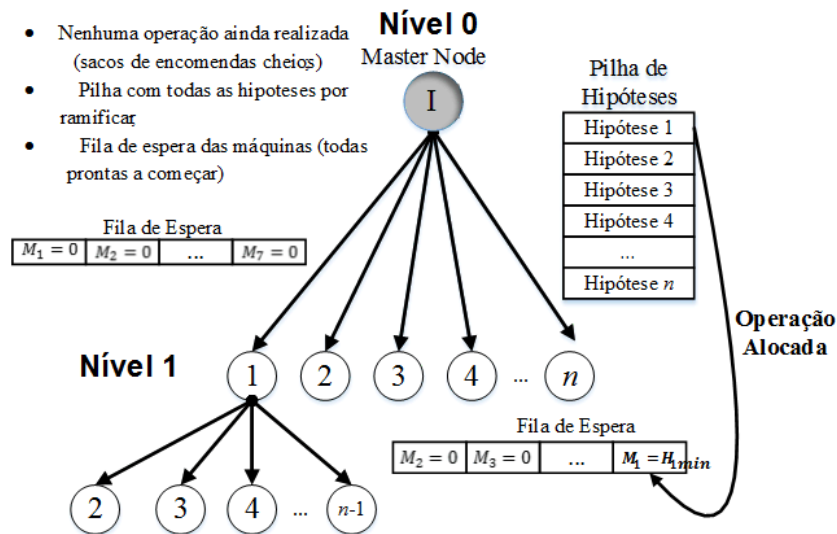 Nível 0
Master Node
I
• Nenhuma operação ainda realizada
(sacos de encomendas cheios)
• Pilha com todas as hipoteses por
ramificar,
• Fila de espera das máquinas (todas
prontas a começar)
Pilha de
Hipóteses
Hipótese 1
Hipótese 2
Hipótese 3
Hipótese 4
...
Hipótese n
Fila de Espera
M₁ = 0 M₂ = 0 ... M₇ = 0
Operação
Alocada
Nível 1
1 2 3 4 ... n
Fila de Espera
M₂ = 0 M₃ = 0 ... M₁ = H₁min
2 3 4 ... n-1